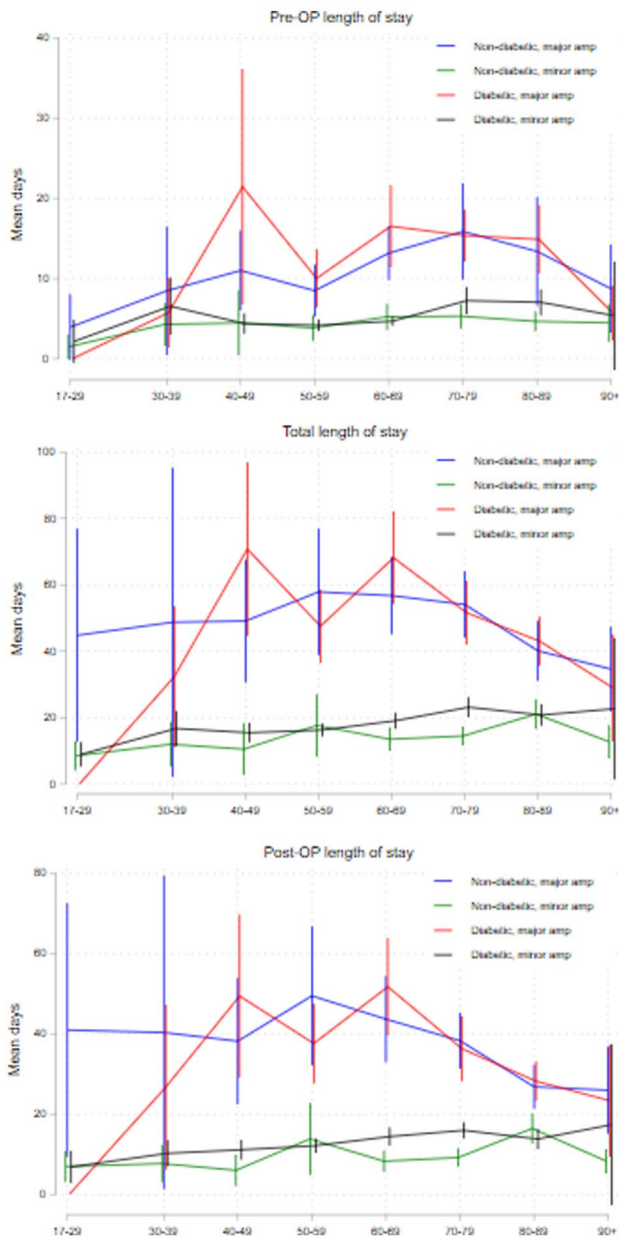 Pre-OP length of stay
40
30
20
10
0
Mean days
Non-diabetic, major amp
Non-diabetic, minor amp
Diabetic, major amp
Diabetic, minor amp
17-29 30-39 40-49 50-59 60-69 70-79 80-89 90+
Total length of stay
100
80
60
40
20
0
Mean days
Non-diabetic, major amp
Non-diabetic, minor amp
Diabetic, major amp
Diabetic, minor amp
17-29 30-39 40-49 50-59 60-69 70-79 80-89 90+
Post-OP length of stay
80
60
40
20
0
Mean days
Non-diabetic, major amp
Non-diabetic, minor amp
Diabetic, major amp
Diabetic, minor amp
17-29 30-39 40-49 50-59 60-69 70-79 80-89 90+